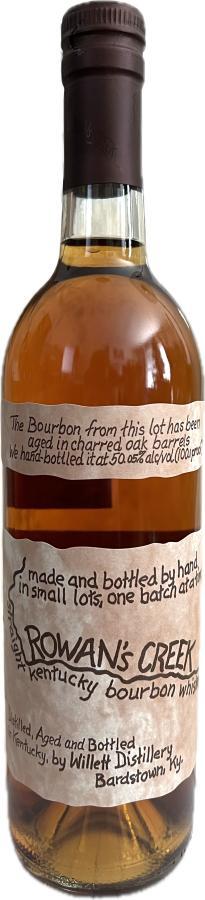 The Bourbon from this lot has been
aged in charred oak barrels
We hand-bottled it at 50.05% alc/vol. (100.1 proof
made and bottled by hand
in small lots, one batch at a
ROWAN'S CREEK
straight kentucky bourbon
Distilled, Aged and Bottled
in Kentucky, by Willett Distillery
Bardstown, Ky.